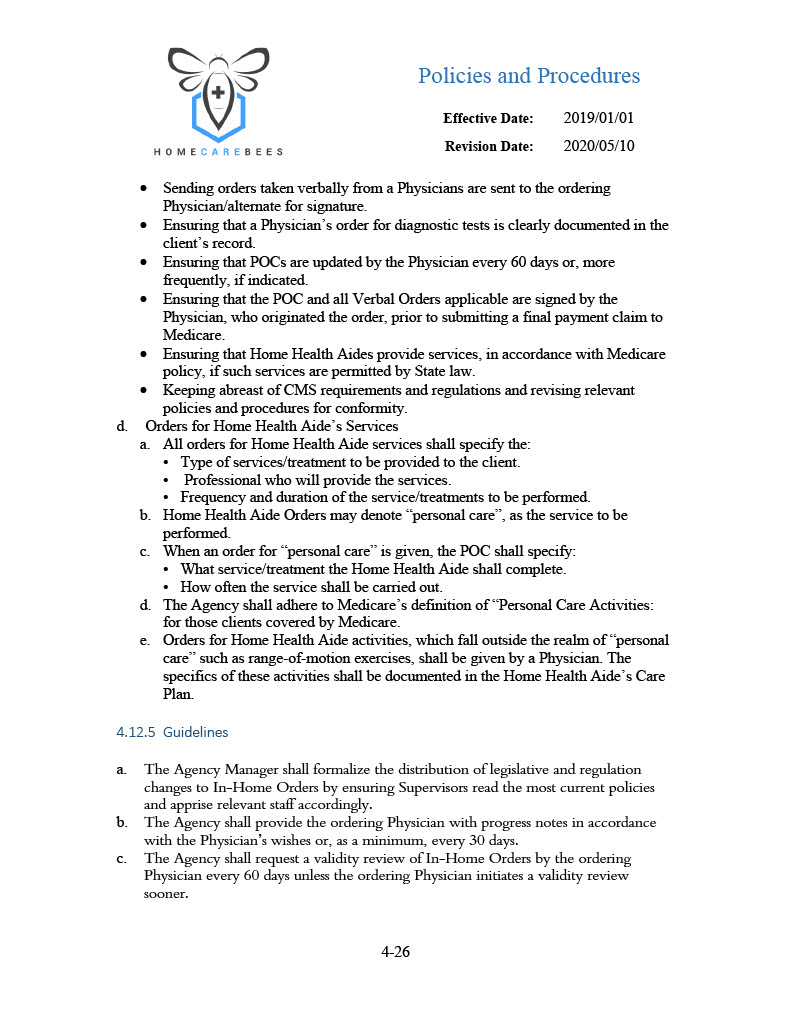 Policies and Procedures
Effective Date: 2019/01/01
Revision Date: 2020/05/10
HOMECAREBEES
• Sending orders taken verbally from a Physicians are sent to the ordering
Physician/alternate for signature.
• Ensuring that a Physician's order for diagnostic tests is clearly documented in the
client's record.
• Ensuring that POCs are updated by the Physician every 60 days or, more
frequently, if indicated.
• Ensuring that the POC and all Verbal Orders applicable are signed by the
Physician, who originated the order, prior to submitting a final payment claim to
Medicare.
• Ensuring that Home Health Aides provide services, in accordance with Medicare
policy, if such services are permitted by State law.
• Keeping abreast of CMS requirements and regulations and revising relevant
policies and procedures for conformity.
d. Orders for Home Health Aide's Services
a. All orders for Home Health Aide services shall specify the:
• Type of services/treatment to be provided to the client.
• Professional who will provide the services.
• Frequency and duration of the service/treatments to be performed.
b. Home Health Aide Orders may denote “personal care”, as the service to be
performed.
c. When an order for “personal care” is given, the POC shall specify:
• What service/treatment the Home Health Aide shall complete.
• How often the service shall be carried out.
d. The Agency shall adhere to Medicare's definition of “Personal Care Activities:
for those clients covered by Medicare.
e. Orders for Home Health Aide activities, which fall outside the realm of “personal
care” such as range-of-motion exercises, shall be given by a Physician. The
specifics of these activities shall be documented in the Home Health Aide's Care
Plan.
4.12.5 Guidelines
a. The Agency Manager shall formalize the distribution of legislative and regulation
changes to In-Home Orders by ensuring Supervisors read the most current policies
and apprise relevant staff accordingly.
b. The Agency shall provide the ordering Physician with progress notes in accordance
with the Physician's wishes or, as a minimum, every 30 days.
c. The Agency shall request a validity review of In-Home Orders by the ordering
Physician every 60 days unless the ordering Physician initiates a validity review
sooner.
4-26